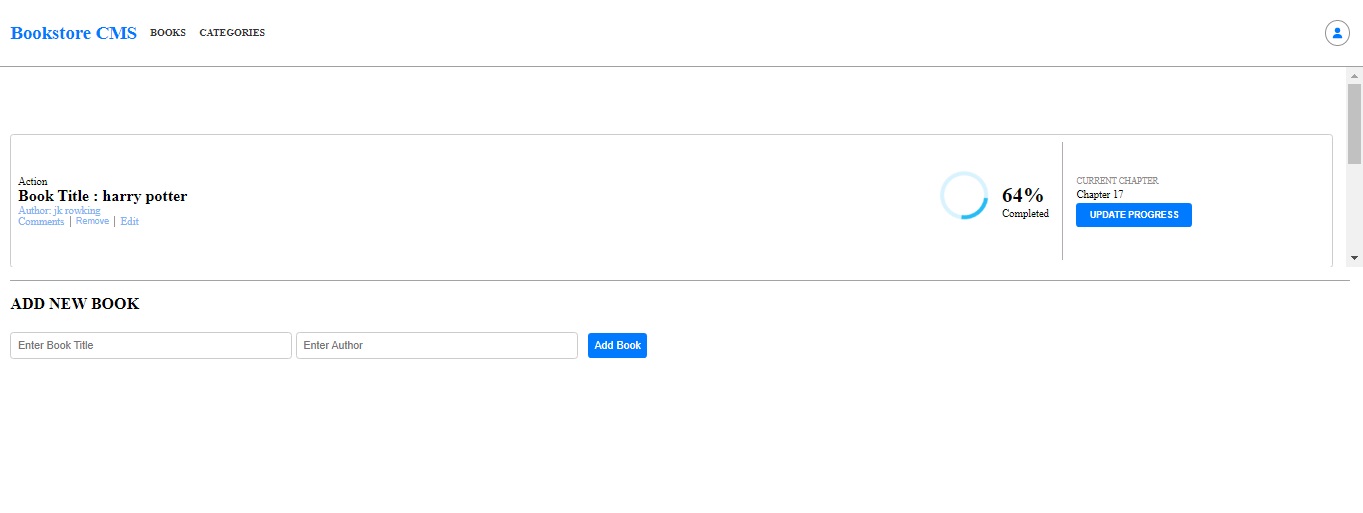 Bookstore CMS BOOKS CATEGORIES
Action
Book Title : harry potter
Author: jk rowking
Comments | Remove | Edit
64%
Completed
CURRENT CHAPTER
Chapter 17
UPDATE PROGRESS
ADD NEW BOOK
Enter Book Title Enter Author Add Book